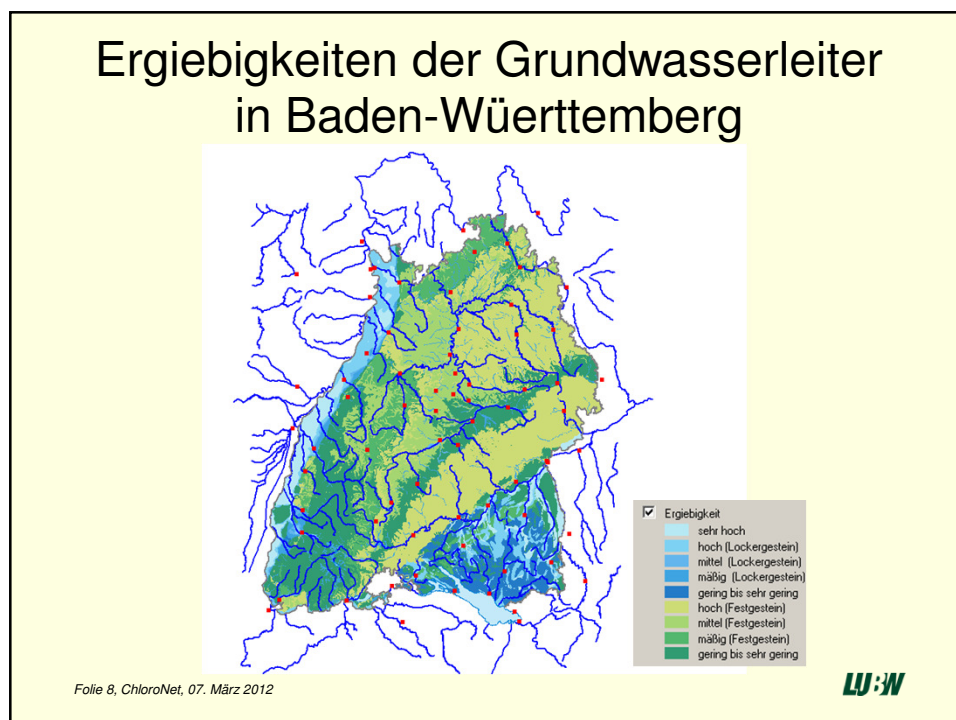 Ergiebigkeiten der Grundwasserleiter
in Baden-Wüerttemberg
Ergiebigkeit
sehr hoch
hoch (Lockergestein)
mittel (Lockergestein)
mäßig (Lockergestein)
gering bis sehr gering
hoch (Festgestein)
mittel (Festgestein)
mäßig (Festgestein)
gering bis sehr gering
Folie 8, ChloroNet, 07. März 2012
LUBW